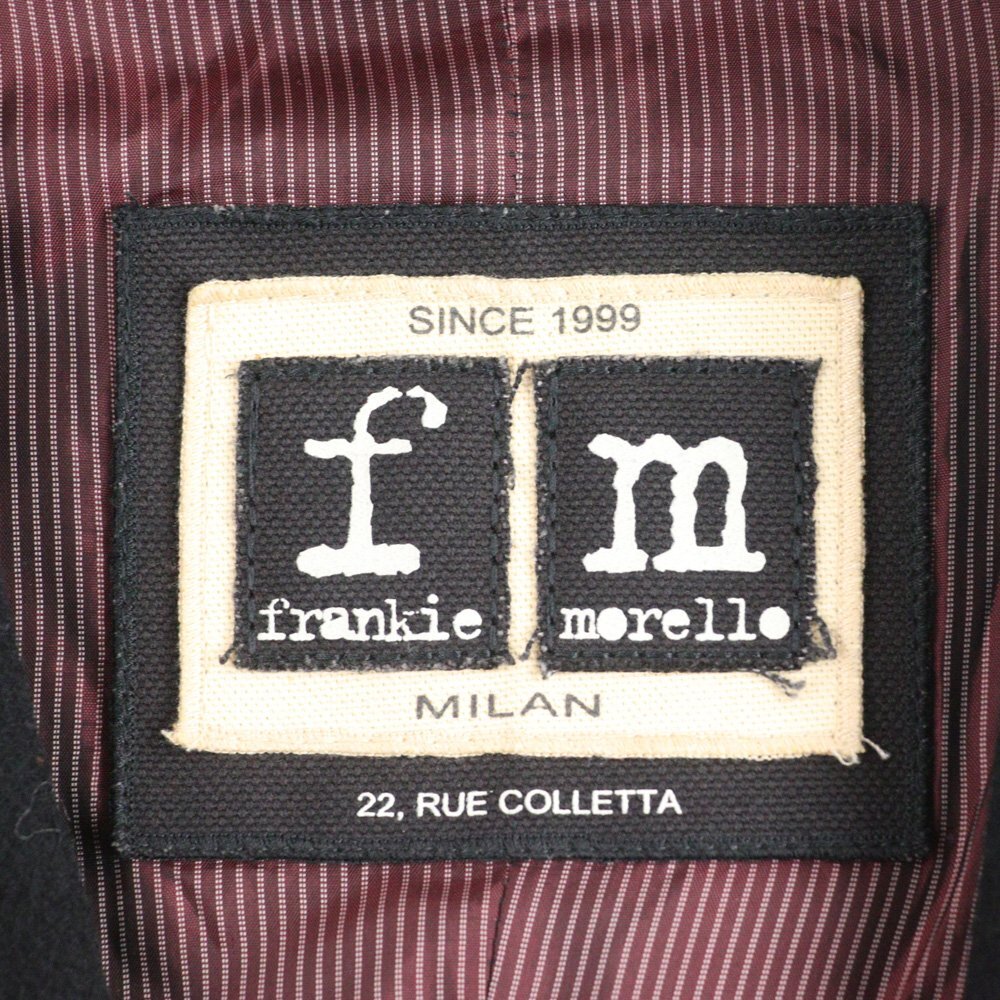 SINCE 1999
f m
frankie morello
MILAN
22, RUE COLLETTA